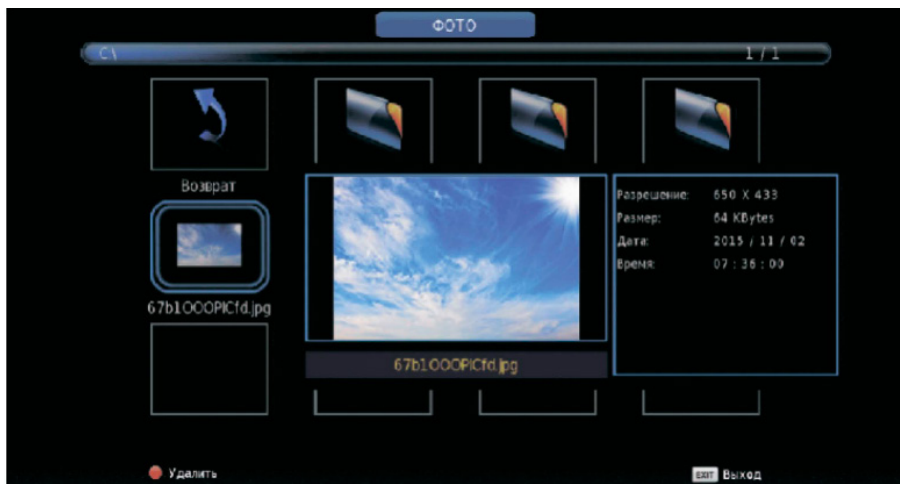 ФОТО
C:\ 1 / 1
Возврат
Разрешение: 650 X 433
Размер: 64 KBytes
Дата: 2015 / 11 / 02
Время: 07 : 36 : 00
67b1OOOPICfd.jpg
67b1OOOPICfd.jpg
Удалить
EXIT Выход